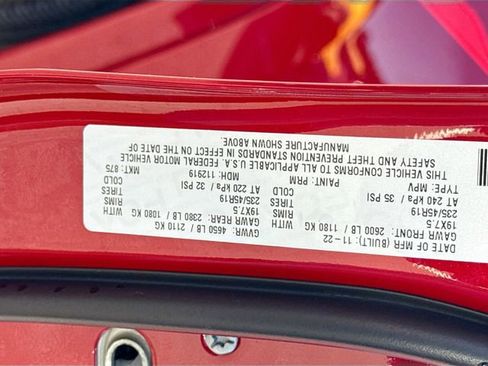 DATE OF MFR (BUILT): 11-22 GVWR: 4650 LB 2110 KG
GAWR FRONT: 2600 LB 1180 KG WITH GAWR REAR: 2380 LB 1080 KG WITH
19X7.5 RIMS 19X7.5 RIMS
235/45R19 TIRES 235/45R19 TIRES
AT 240 kPa / 35 PSI COLD AT 220 kPa / 32 PSI COLD
TYPE: MPV PAINT: PRM MDH: 112219 MKT: 875
THIS VEHICLE CONFORMS TO ALL APPLICABLE U.S.A. FEDERAL MOTOR VEHICLE
SAFETY AND THEFT PREVENTION STANDARDS IN EFFECT ON THE DATE OF
MANUFACTURE SHOWN ABOVE.